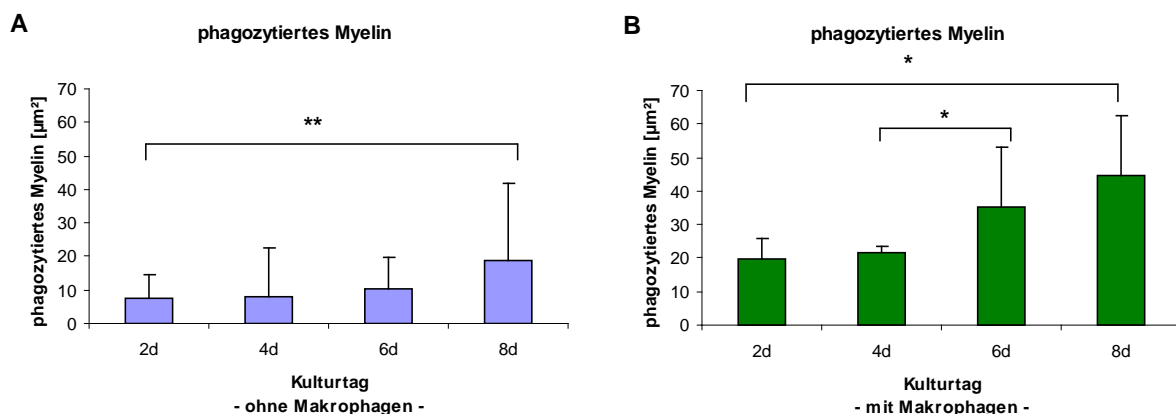 A
phagozytiertes Myelin
phagozytiertes Myelin [µm²]
70
60
50
40
30
20
10
0
**
2d 4d 6d 8d
Kulturtag
- ohne Makrophagen -
B
phagozytiertes Myelin
phagozytiertes Myelin [µm²]
70
60
50
40
30
20
10
0
*
*
2d 4d 6d 8d
Kulturtag
- mit Makrophagen -